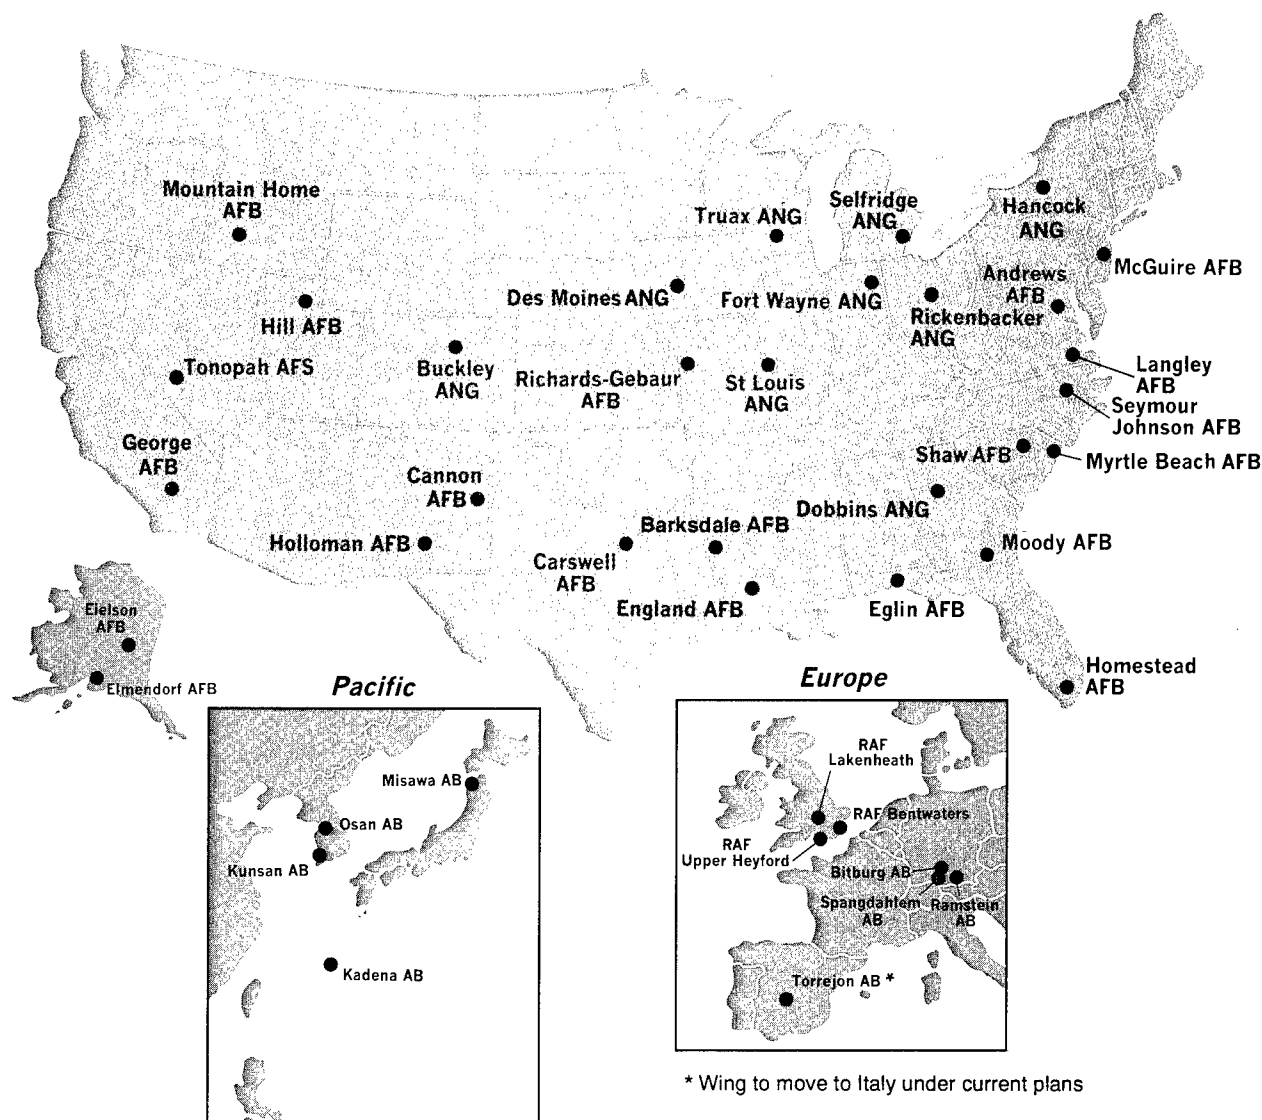 Mountain Home
AFB
Truax ANG
Selfridge
ANG
Hancock
ANG
McGuire AFB
Andrews
AFB
Des Moines ANG
Fort Wayne ANG
Rickenbacker
ANG
Hill AFB
Tonopah AFS
Buckley
ANG
Richards-Gebaur
AFB
St Louis
ANG
Langley
AFB
Seymour
Johnson AFB
George
AFB
Shaw AFB
Myrtle Beach AFB
Cannon
AFB
Dobbins ANG
Barksdale AFB
Holloman AFB
Carswell
AFB
Moody AFB
England AFB
Eglin AFB
Eielson
AFB
Elmendorf AFB
Homestead
AFB
Pacific
Misawa AB
Osan AB
Kunsan AB
Kadena AB
Europe
RAF
Lakenheath
RAF Bentwaters
RAF
Upper Heyford
Bitburg AB
Spangdahlem
AB
Ramstein
AB
Torrejon AB *
* Wing to move to Italy under current plans